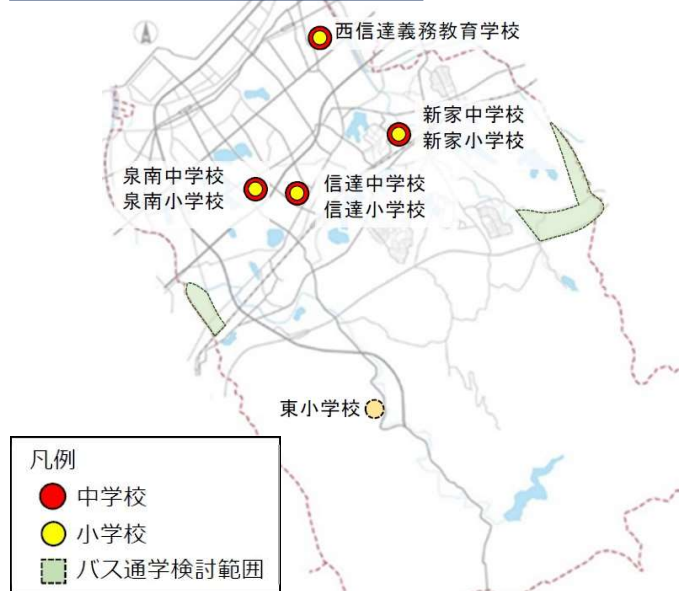 西信達義務教育学校
新家中学校
新家小学校
泉南中学校
泉南小学校
信達中学校
信達小学校
東小学校
凡例
中学校
小学校
バス通学検討範囲